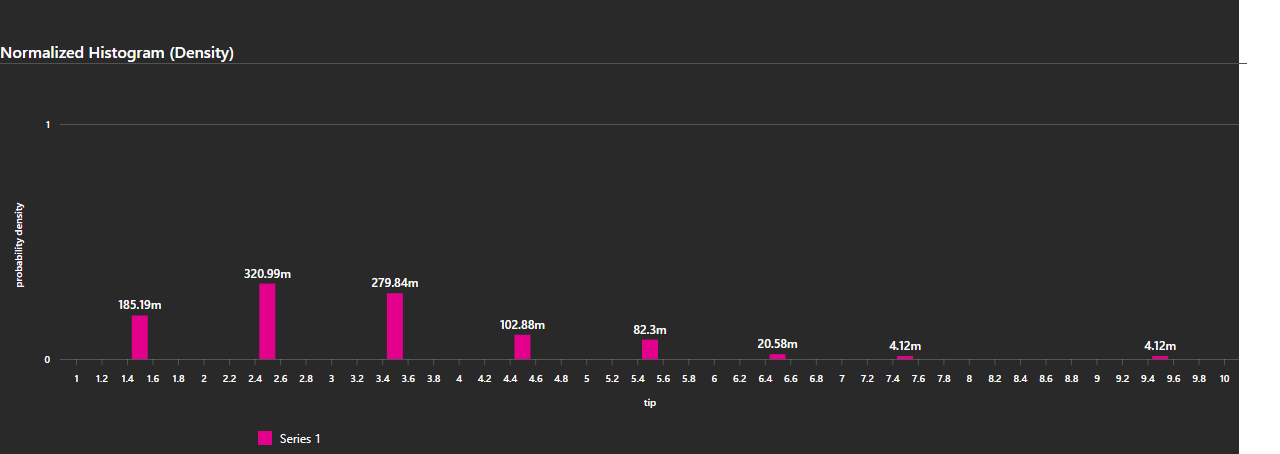 Normalized Histogram (Density)
1
probability density
320.99m
279.84m
185.19m
102.88m
82.3m
20.58m
4.12m
4.12m
0
1 1.2 1.4 1.6 1.8 2 2.2 2.4 2.6 2.8 3 3.2 3.4 3.6 3.8 4 4.2 4.4 4.6 4.8 5 5.2 5.4 5.6 5.8 6 6.2 6.4 6.6 6.8 7 7.2 7.4 7.6 7.8 8 8.2 8.4 8.6 8.8 9 9.2 9.4 9.6 9.8 10
tip
Series 1